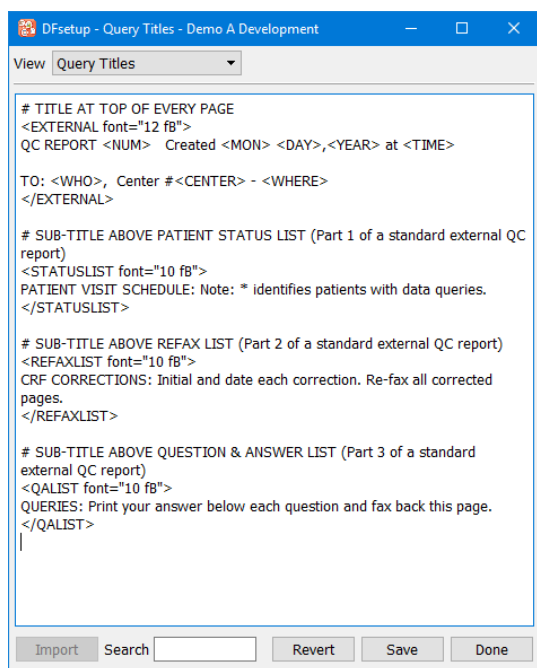 DFsetup - Query Titles - Demo A Development
View Query Titles
# TITLE AT TOP OF EVERY PAGE
<EXTERNAL font="12 fB">
QC REPORT <NUM>   Created <MON> <DAY>,<YEAR> at <TIME>
TO: <WHO>,  Center #<CENTER> - <WHERE>
</EXTERNAL>
# SUB-TITLE ABOVE PATIENT STATUS LIST (Part 1 of a standard external QC
report)
<STATUSLIST font="10 fB">
PATIENT VISIT SCHEDULE: Note: * identifies patients with data queries.
</STATUSLIST>
# SUB-TITLE ABOVE REFAX LIST (Part 2 of a standard external QC report)
<REFAXLIST font="10 fB">
CRF CORRECTIONS: Initial and date each correction. Re-fax all corrected
pages.
</REFAXLIST>
# SUB-TITLE ABOVE QUESTION & ANSWER LIST (Part 3 of a standard
external QC report)
<QALIST font="10 fB">
QUERIES: Print your answer below each question and fax back this page.
</QALIST>
Import Search Revert Save Done